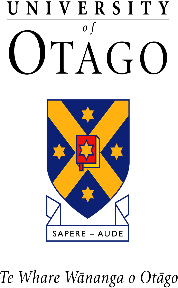 UNIVERSITY
of
OTAGO
SAPERE – AUDE
Te Whare Wānanga o Otāgo